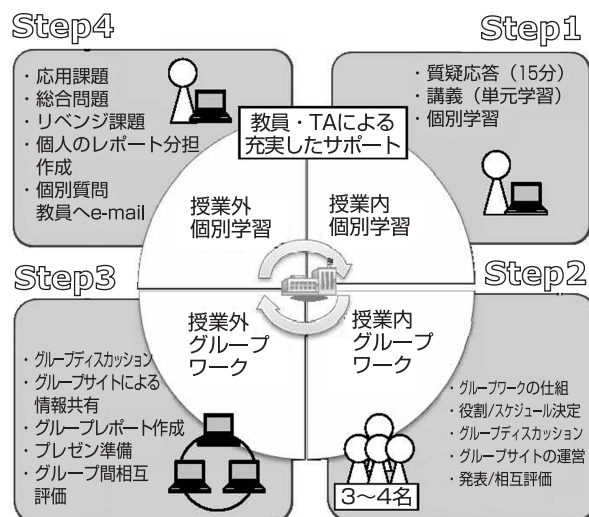 Step4
・応用課題
・総合問題
・リベンジ課題
・個人のレポート分担
作成
・個別質問
教員へe-mail
Step1
・質疑応答（15分）
・講義（単元学習）
・個別学習
教員・TAによる
充実したサポート
授業外
個別学習
授業内
個別学習
Step3
・グループディスカッション
・グループサイトによる
情報共有
・グループレポート作成
・プレゼン準備
・グループ間相互
評価
授業外
グループ
ワーク
授業内
グループ
ワーク
Step2
・グループワークの仕組
・役割/スケジュール決定
・グループディスカッション
・グループサイトの運営
・発表/相互評価
3～4名